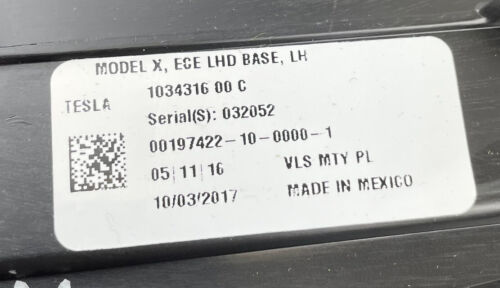 MODEL X, ECE LHD BASE, LH
TESLA 1034316 00 C
Serial(S): 032052
00197422-10-0000-1
05|11|16 VLS MTY PL
10/03/2017 MADE IN MEXICO